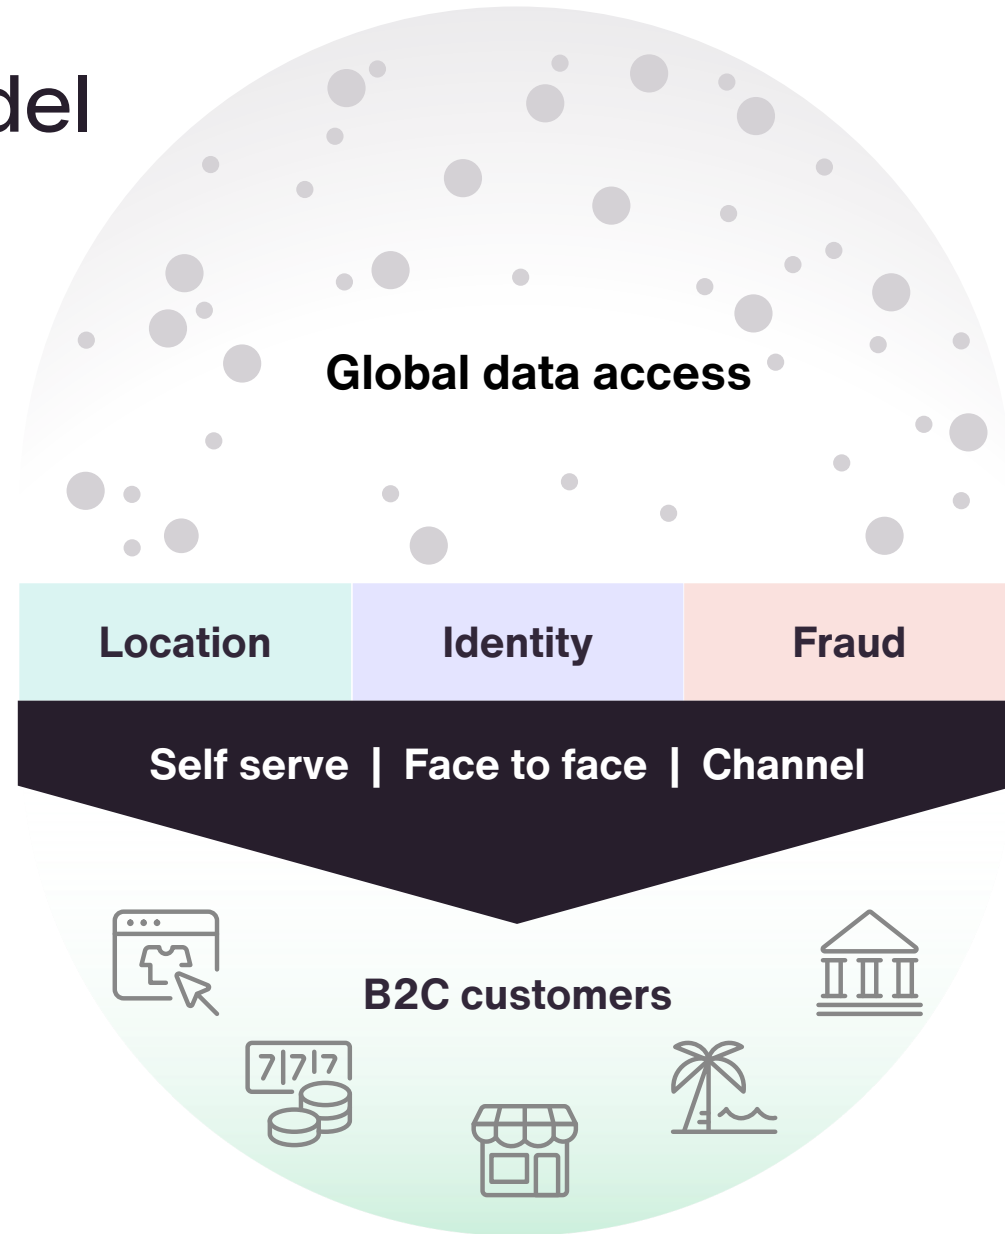 del
Global data access
Location
Identity
Fraud
Self serve | Face to face | Channel
B2C customers
7|7|7